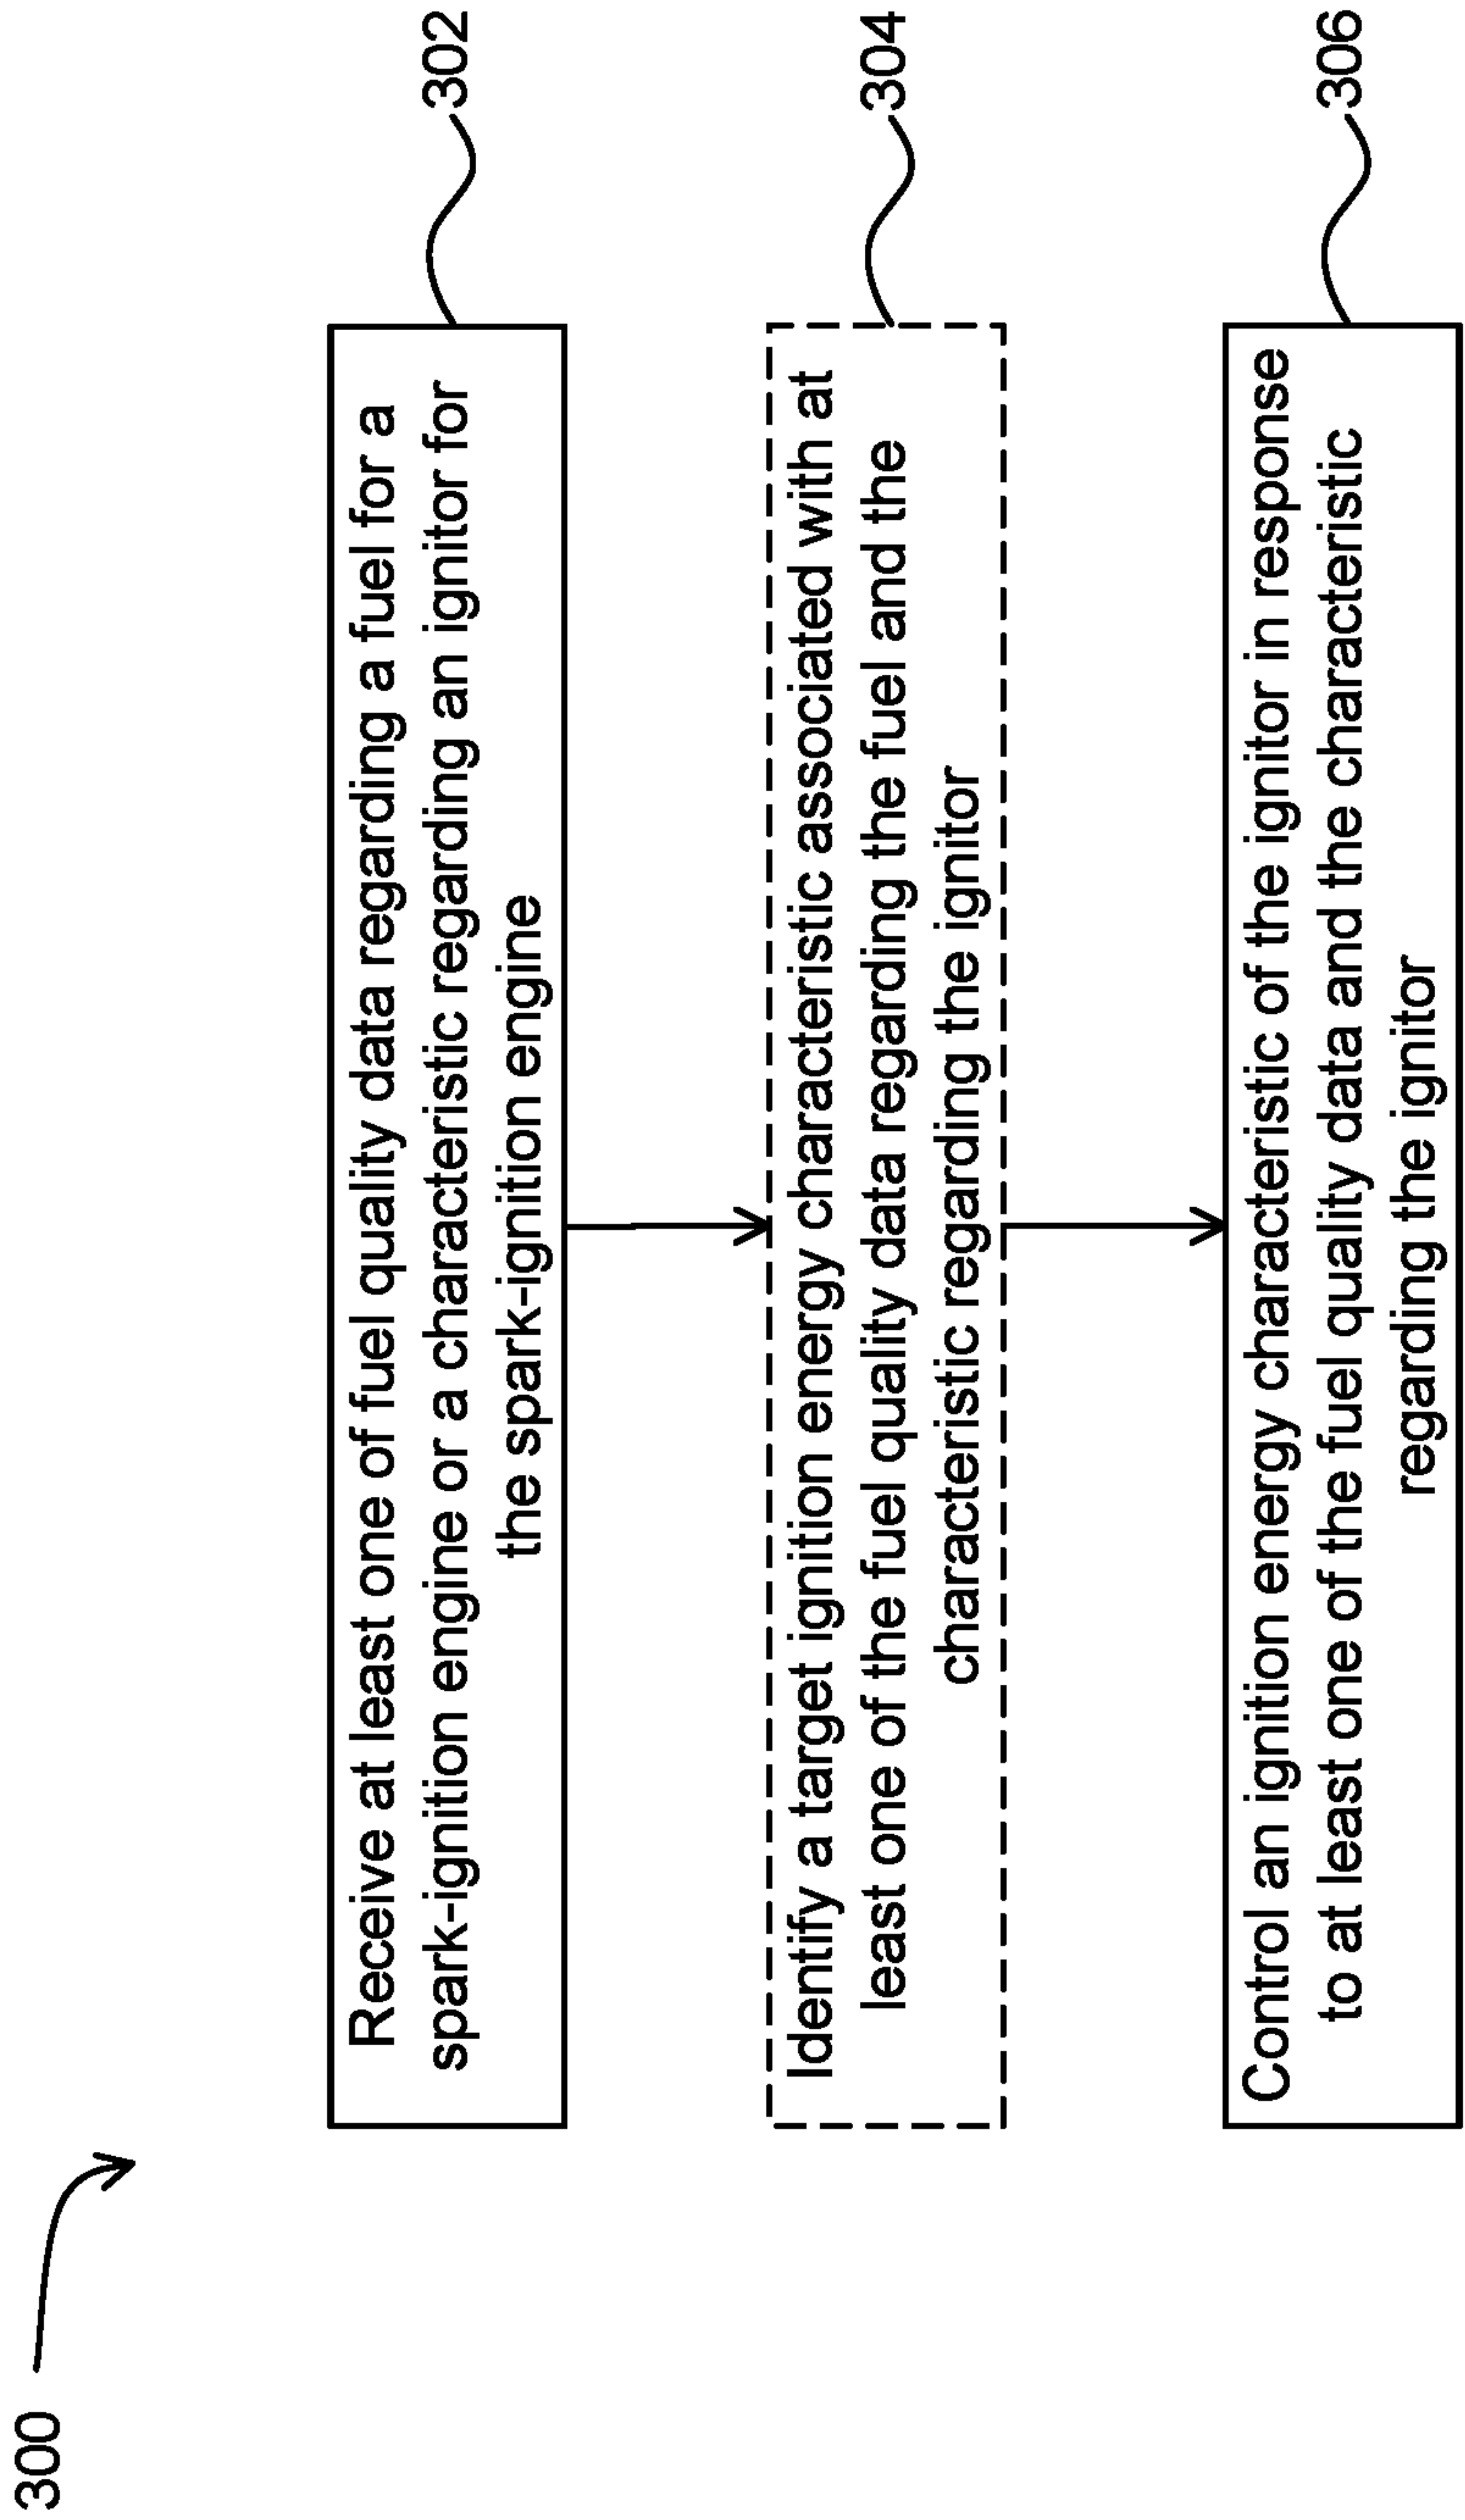 300
Receive at least one of fuel quality data regarding a fuel for a
spark-ignition engine or a characteristic regarding an ignitor for
the spark-ignition engine
302
Identify a target ignition energy characteristic associated with at
least one of the fuel quality data regarding the fuel and the
characteristic regarding the ignitor
304
Control an ignition energy characteristic of the ignitor in response
to at least one of the fuel quality data and the characteristic
regarding the ignitor
306